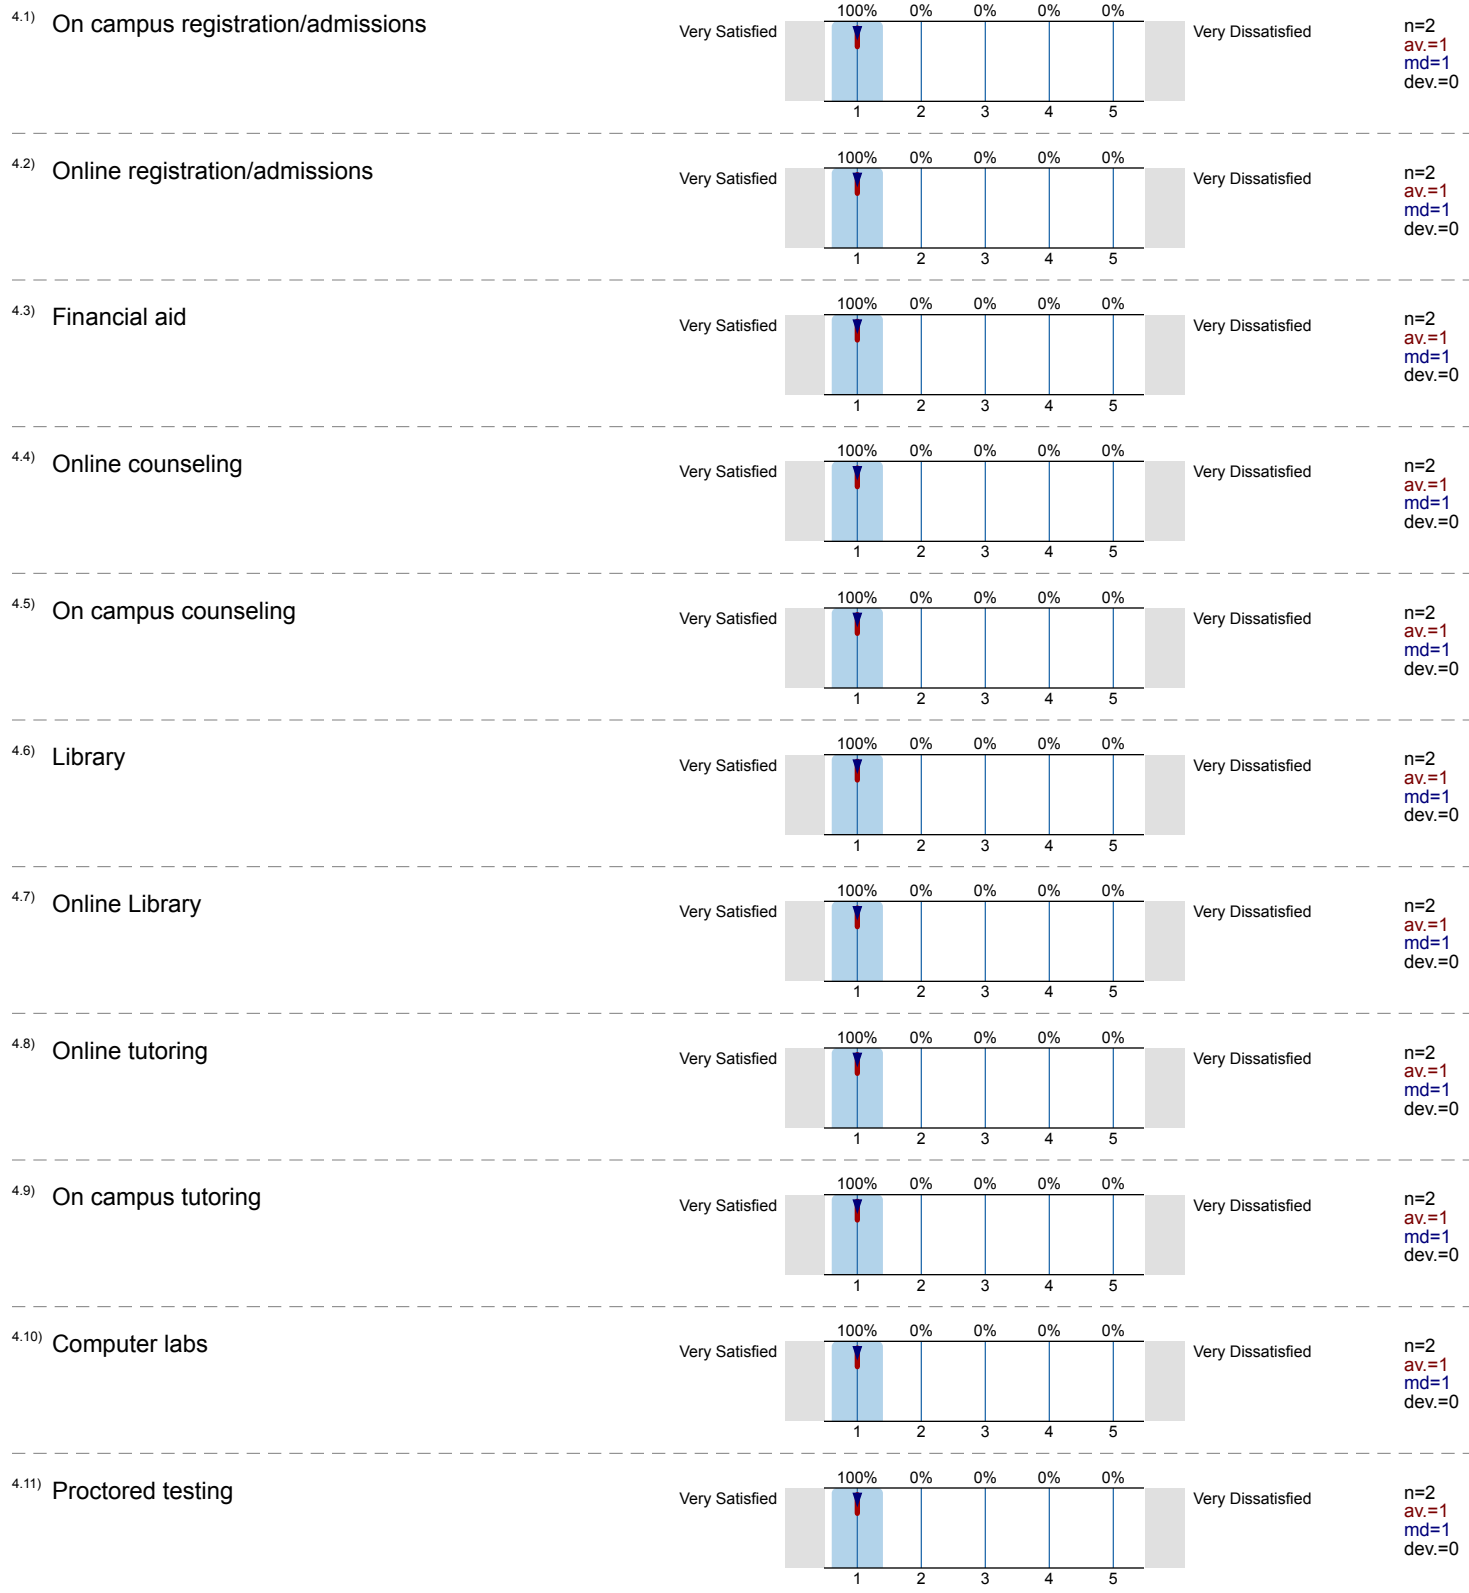 4.1) On campus registration/admissions
100% 0% 0% 0% 0%
Very Satisfied Very Dissatisfied
n=2
av.=1
md=1
dev.=0
1 2 3 4 5
4.2) Online registration/admissions
100% 0% 0% 0% 0%
Very Satisfied Very Dissatisfied
n=2
av.=1
md=1
dev.=0
1 2 3 4 5
4.3) Financial aid
100% 0% 0% 0% 0%
Very Satisfied Very Dissatisfied
n=2
av.=1
md=1
dev.=0
1 2 3 4 5
4.4) Online counseling
100% 0% 0% 0% 0%
Very Satisfied Very Dissatisfied
n=2
av.=1
md=1
dev.=0
1 2 3 4 5
4.5) On campus counseling
100% 0% 0% 0% 0%
Very Satisfied Very Dissatisfied
n=2
av.=1
md=1
dev.=0
1 2 3 4 5
4.6) Library
100% 0% 0% 0% 0%
Very Satisfied Very Dissatisfied
n=2
av.=1
md=1
dev.=0
1 2 3 4 5
4.7) Online Library
100% 0% 0% 0% 0%
Very Satisfied Very Dissatisfied
n=2
av.=1
md=1
dev.=0
1 2 3 4 5
4.8) Online tutoring
100% 0% 0% 0% 0%
Very Satisfied Very Dissatisfied
n=2
av.=1
md=1
dev.=0
1 2 3 4 5
4.9) On campus tutoring
100% 0% 0% 0% 0%
Very Satisfied Very Dissatisfied
n=2
av.=1
md=1
dev.=0
1 2 3 4 5
4.10) Computer labs
100% 0% 0% 0% 0%
Very Satisfied Very Dissatisfied
n=2
av.=1
md=1
dev.=0
1 2 3 4 5
4.11) Proctored testing
100% 0% 0% 0% 0%
Very Satisfied Very Dissatisfied
n=2
av.=1
md=1
dev.=0
1 2 3 4 5